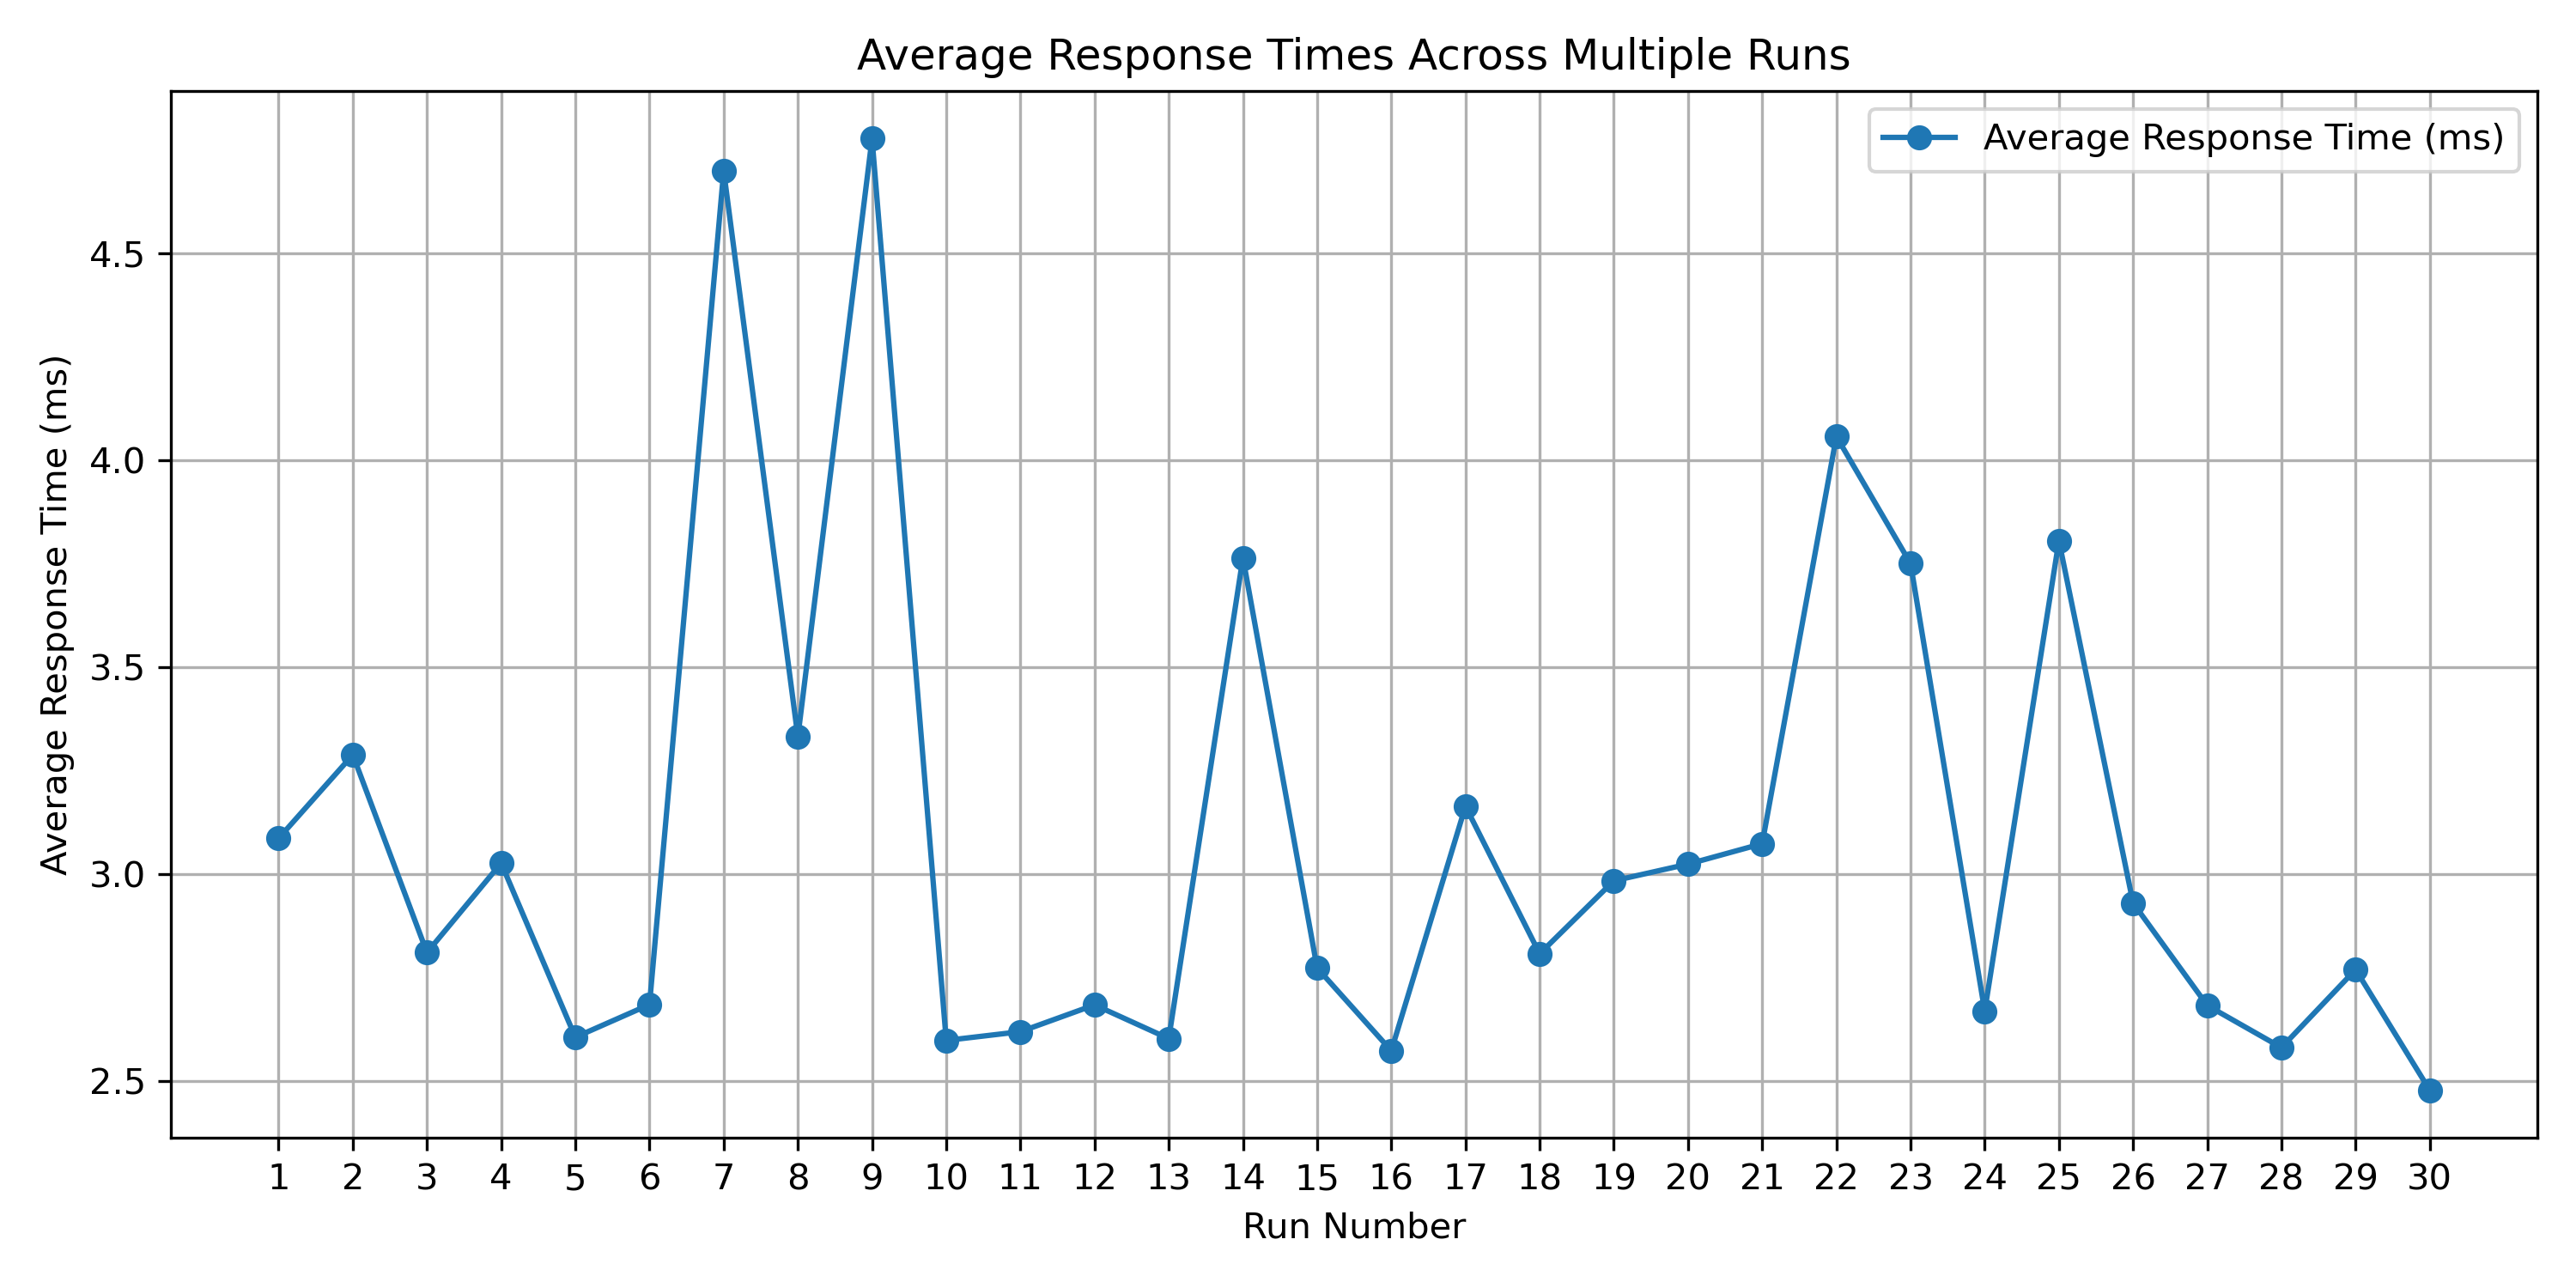 Average Response Times Across Multiple Runs
Average Response Time (ms)
4.5
4.0
3.5
3.0
2.5
Average Response Time (ms)
1 2 3 4 5 6 7 8 9 10 11 12 13 14 15 16 17 18 19 20 21 22 23 24 25 26 27 28 29 30
Run Number